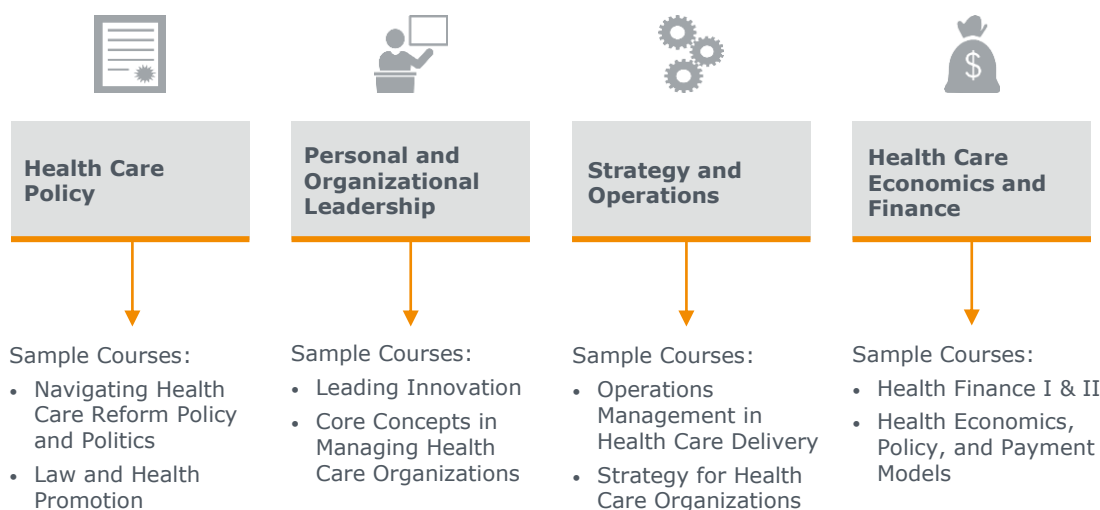 $
Health Care
Policy
Personal and
Organizational
Leadership
Strategy and
Operations
Health Care
Economics and
Finance
Sample Courses:
• Navigating Health
Care Reform Policy
and Politics
• Law and Health
Promotion
Sample Courses:
• Leading Innovation
• Core Concepts in
Managing Health
Care Organizations
Sample Courses:
• Operations
Management in
Health Care Delivery
• Strategy for Health
Care Organizations
Sample Courses:
• Health Finance I & II
• Health Economics,
Policy, and Payment
Models